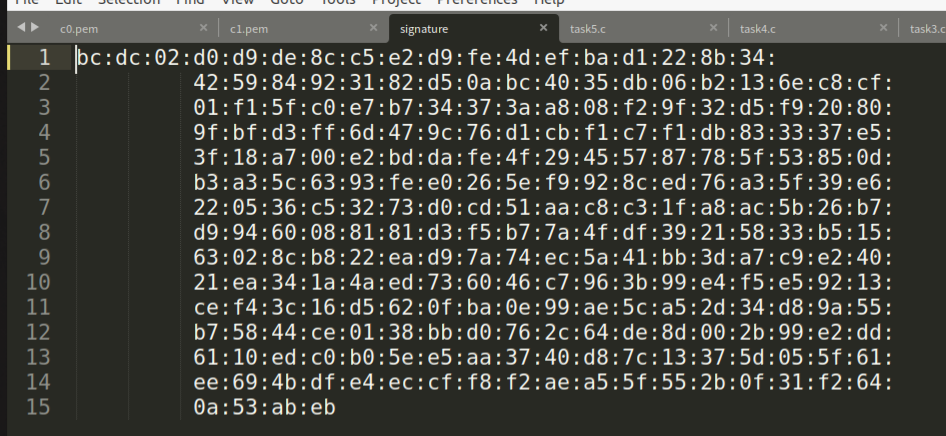 File Edit Selection Find View Goto Tools Project Preferences Help
c0.pem × c1.pem × signature × task5.c × task4.c × task3.c
1 bc:dc:02:d0:d9:de:8c:c5:e2:d9:fe:4d:ef:ba:d1:22:8b:34:
2 42:59:84:92:31:82:d5:0a:bc:40:35:db:06:b2:13:6e:c8:cf:
3 01:f1:5f:c0:e7:b7:34:37:3a:a8:08:f2:9f:32:d5:f9:20:80:
4 9f:bf:d3:ff:6d:47:9c:76:d1:cb:f1:c7:f1:db:83:33:37:e5:
5 3f:18:a7:00:e2:bd:da:fe:4f:29:45:57:87:78:5f:53:85:0d:
6 b3:a3:5c:63:93:fe:e0:26:5e:f9:92:8c:ed:76:a3:5f:39:e6:
7 22:05:36:c5:32:73:d0:cd:51:aa:c8:c3:1f:a8:ac:5b:26:b7:
8 d9:94:60:08:81:81:d3:f5:b7:7a:4f:df:39:21:58:33:b5:15:
9 63:02:8c:b8:22:ea:d9:7a:74:ec:5a:41:bb:3d:a7:c9:e2:40:
10 21:ea:34:1a:4a:ed:73:60:46:c7:96:3b:99:e4:f5:e5:92:13:
11 ce:f4:3c:16:d5:62:0f:ba:0e:99:ae:5c:a5:2d:34:d8:9a:55:
12 b7:58:44:ce:01:38:bb:d0:76:2c:64:de:8d:00:2b:99:e2:dd:
13 61:10:ed:c0:b0:5e:e5:aa:37:40:d8:7c:13:37:5d:05:5f:61:
14 ee:69:4b:df:e4:ec:cf:f8:f2:ae:a5:5f:55:2b:0f:31:f2:64:
15 0a:53:ab:eb